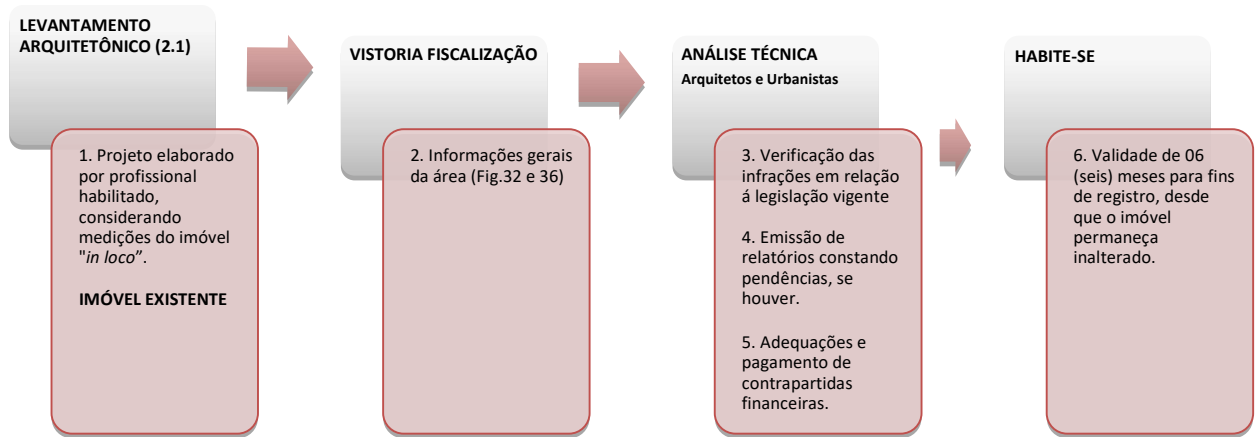 LEVANTAMENTO
ARQUITETÔNICO (2.1)
1. Projeto elaborado
por profissional
habilitado,
considerando
medições do imóvel
"in loco”.
IMÓVEL EXISTENTE
VISTORIA FISCALIZAÇÃO
2. Informações gerais
da área (Fig.32 e 36)
ANÁLISE TÉCNICA
Arquitetos e Urbanistas
3. Verificação das
infrações em relação
á legislação vigente
4. Emissão de
relatórios constando
pendências, se
houver.
5. Adequações e
pagamento de
contrapartidas
financeiras.
HABITE-SE
6. Validade de 06
(seis) meses para fins
de registro, desde
que o imóvel
permaneça
inalterado.